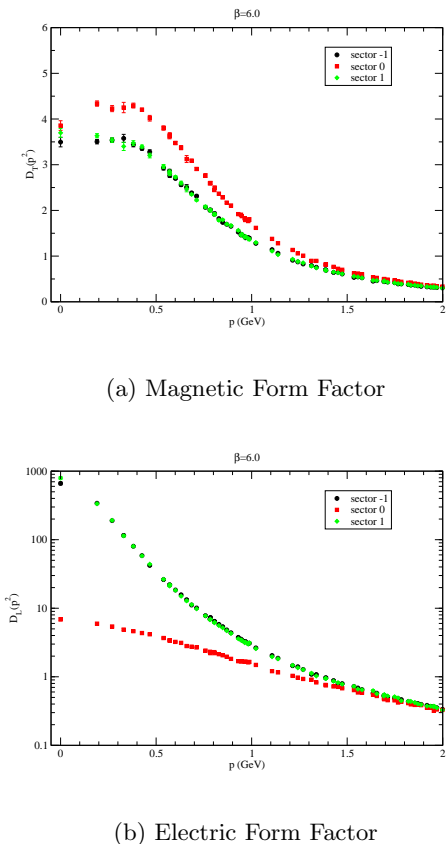 β=6.0
6
5
4
3
2
1
0
D_T(p²)
sector -1
sector 0
sector 1
0 0.5 1 1.5 2
p (GeV)
(a) Magnetic Form Factor
β=6.0
1000
100
10
1
0.1
D_L(p²)
sector -1
sector 0
sector 1
0 0.5 1 1.5 2
p (GeV)
(b) Electric Form Factor